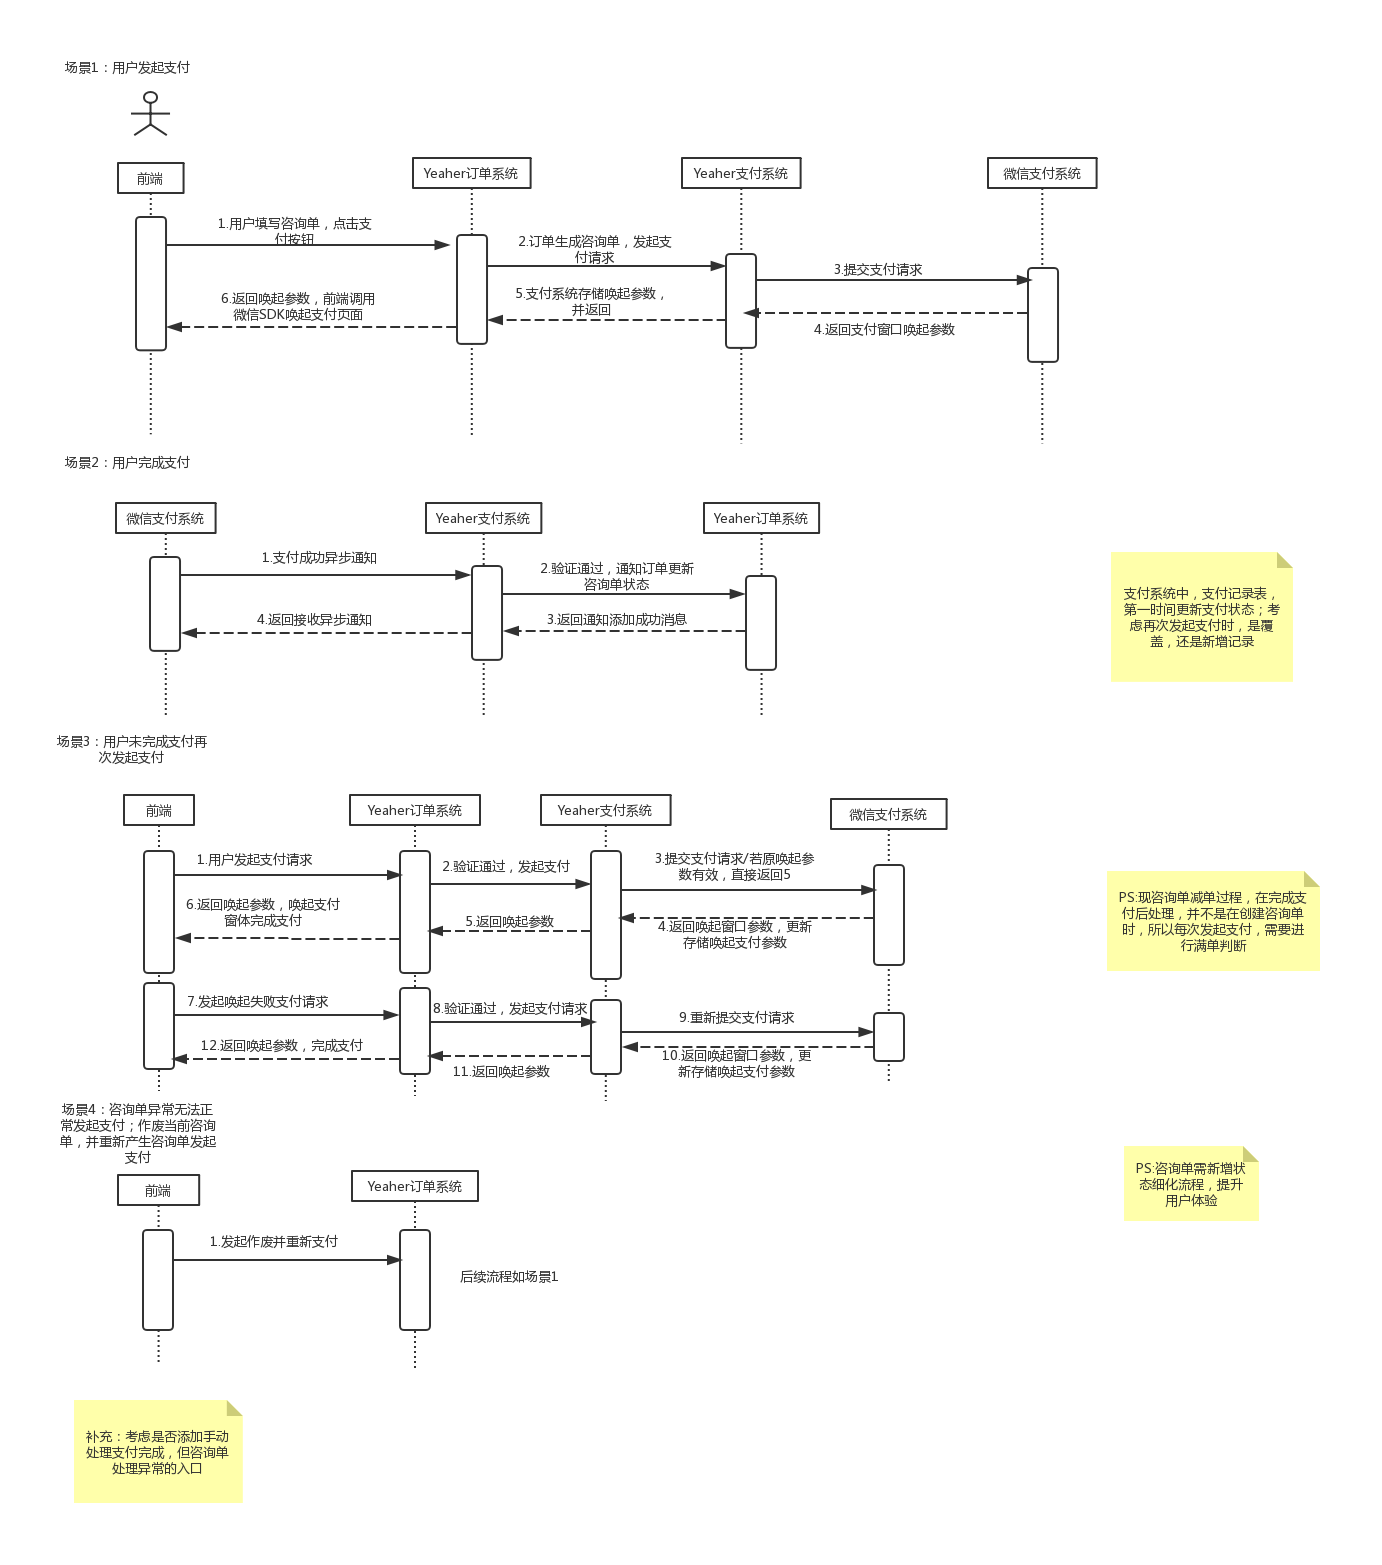 场景1：用户发起支付
前端
Yeaher订单系统
Yeaher支付系统
微信支付系统
1.用户填写咨询单，点击支
付按钮
2.订单生成咨询单，发起支
付请求
3.提交支付请求
6.返回唤起参数，前端调用
微信SDK唤起支付页面
5.支付系统存储唤起参数，
并返回
4.返回支付窗口唤起参数
场景2：用户完成支付
微信支付系统
Yeaher支付系统
Yeaher订单系统
1.支付成功异步通知
2.验证通过，通知订单更新
咨询单状态
4.返回接收异步通知
3.返回通知添加成功消息
支付系统中，支付记录表，
第一时间更新支付状态；考
虑再次发起支付时，是覆
盖，还是新增记录
场景3：用户未完成支付再
次发起支付
前端
Yeaher订单系统
Yeaher支付系统
微信支付系统
1.用户发起支付请求
2.验证通过，发起支付
3.提交支付请求/若原唤起参
数有效，直接返回5
6.返回唤起参数，唤起支付
窗体完成支付
5.返回唤起参数
4.返回唤起窗口参数，更新
存储唤起支付参数
PS:现咨询单减单过程，在完成支
付后处理，并不是在创建咨询单
时，所以每次发起支付，需要进
行满单判断
7.发起唤起失败支付请求
8.验证通过，发起支付请求
9.重新提交支付请求
12.返回唤起参数，完成支付
11.返回唤起参数
10.返回唤起窗口参数，更
新存储唤起支付参数
场景4：咨询单异常无法正
常发起支付；作废当前咨询
单，并重新产生咨询单发起
支付
前端
Yeaher订单系统
1.发起作废并重新支付
后续流程如场景1
PS:咨询单需新增状
态细化流程，提升
用户体验
补充：考虑是否添加手动
处理支付完成，但咨询单
处理异常的入口